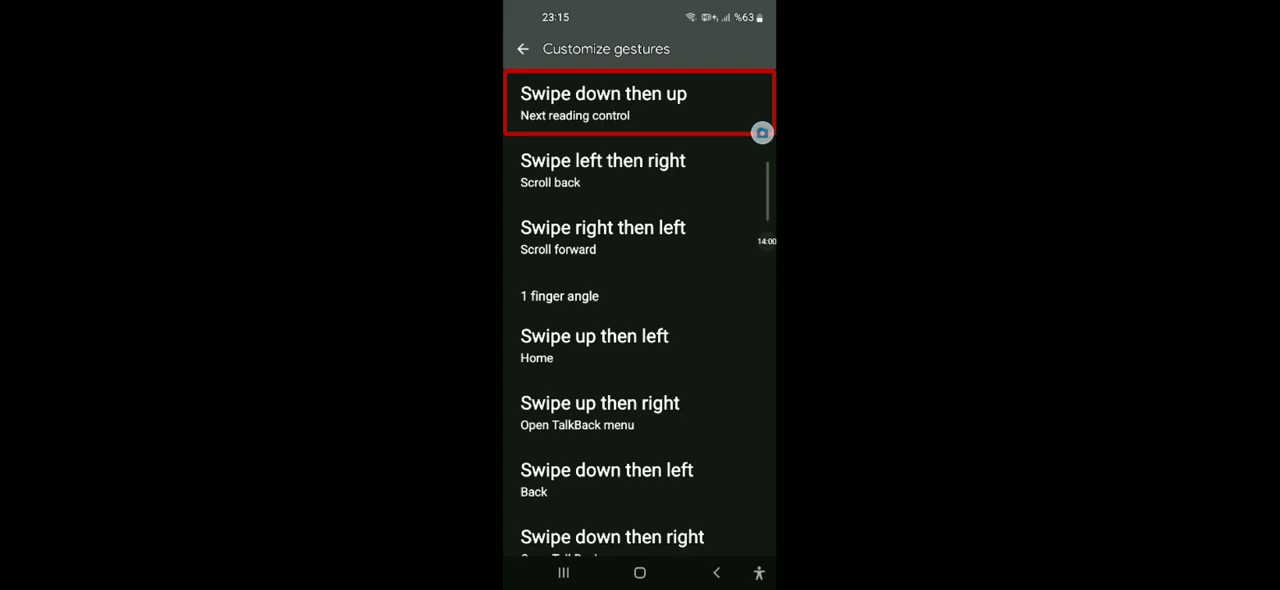 23:15
%63
Customize gestures
Swipe down then up
Next reading control
Swipe left then right
Scroll back
Swipe right then left
14:00
Scroll forward
1 finger angle
Swipe up then left
Home
Swipe up then right
Open TalkBack menu
Swipe down then left
Back
Swipe down then right